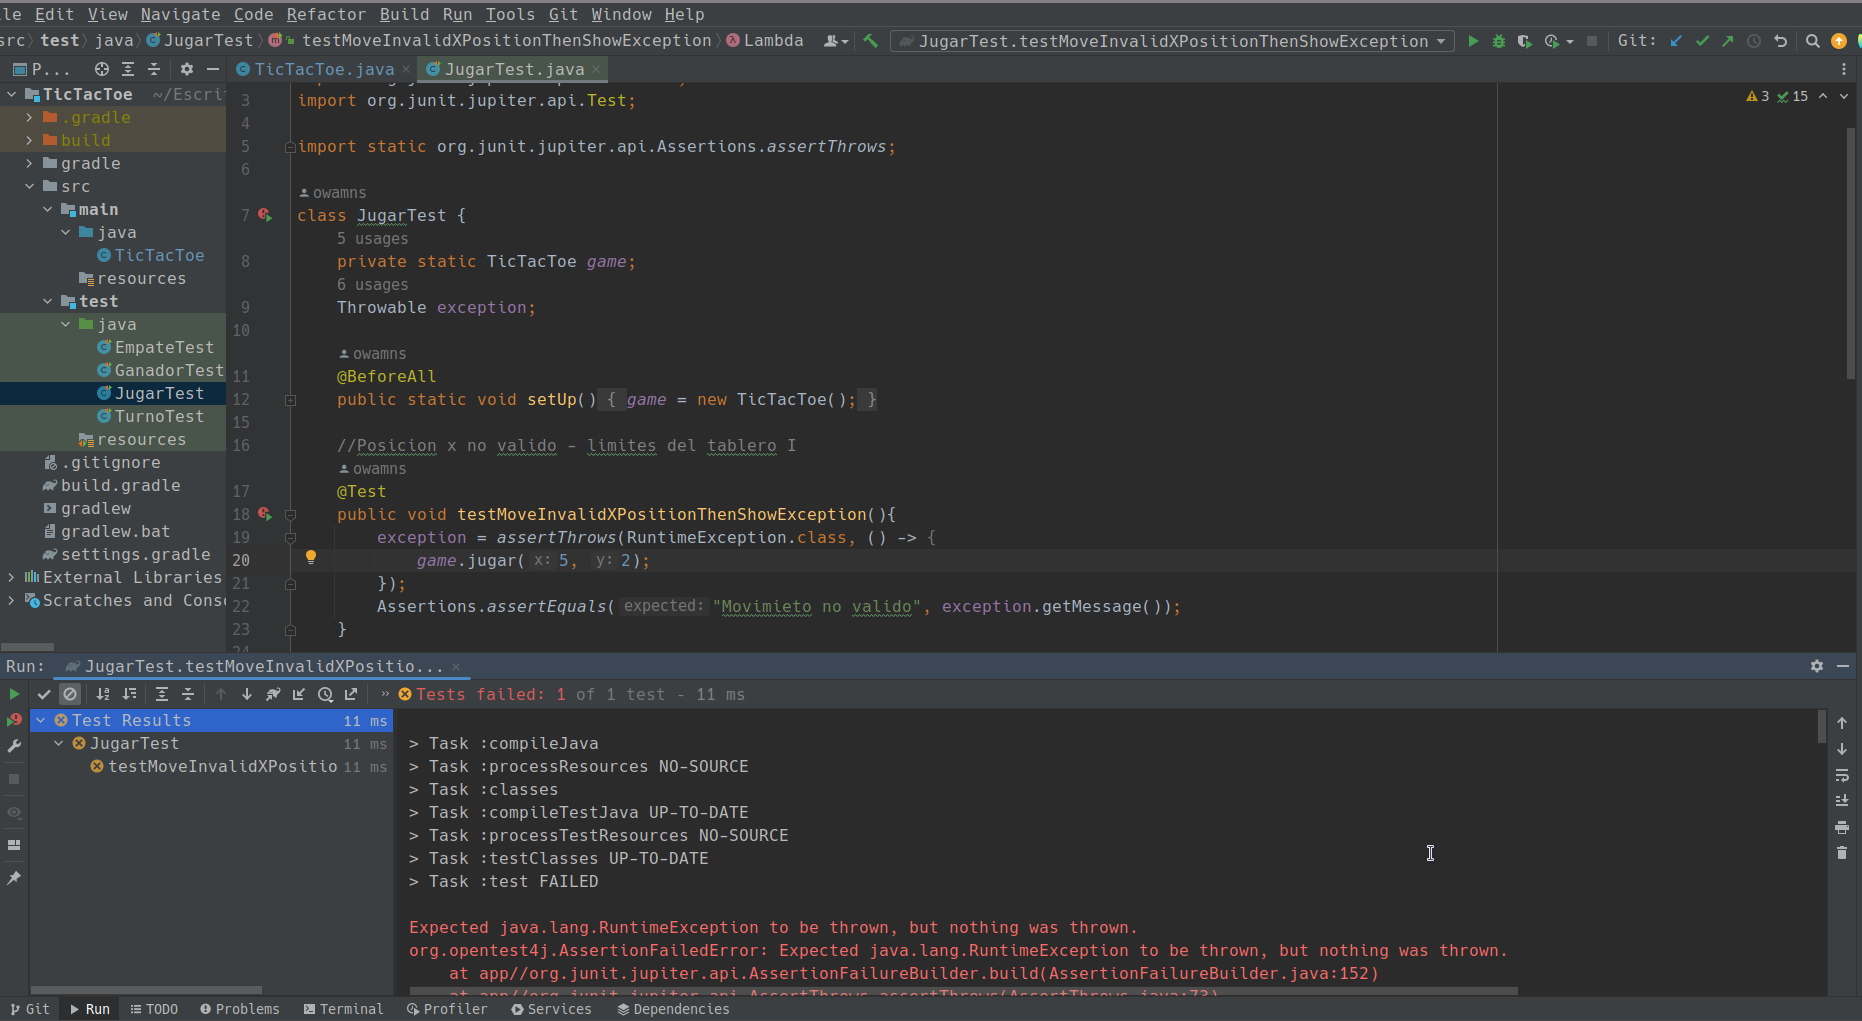 le Edit View Navigate Code Refactor Build Run Tools Git Window Help
src test java JugarTest testMoveInvalidXPositionThenShowException Lambda JugarTest.testMoveInvalidXPositionThenShowException Git:
P... TicTacToe.java JugarTest.java
TicTacToe ~/Escri
.gradle
build
gradle
src
main
java
TicTacToe
resources
test
java
EmpateTest
GanadorTest
JugarTest
TurnoTest
resources
.gitignore
build.gradle
gradlew
gradlew.bat
settings.gradle
External Libraries
Scratches and Cons
3 15
3 import org.junit.jupiter.api.Test;
4
5 import static org.junit.jupiter.api.Assertions.assertThrows;
6
owamns
7 class JugarTest {
5 usages
8 private static TicTacToe game;
6 usages
9 Throwable exception;
10
owamns
11 @BeforeAll
12 public static void setUp() { game = new TicTacToe(); }
15
16 //Posicion x no valido - limites del tablero I
owamns
17 @Test
18 public void testMoveInvalidXPositionThenShowException(){
19 exception = assertThrows(RuntimeException.class, () -> {
20 game.jugar( x: 5, y: 2);
21 });
22 Assertions.assertEquals( expected: "Movimieto no valido", exception.getMessage());
23 }
24
Run: JugarTest.testMoveInvalidXPositio...
Tests failed: 1 of 1 test - 11 ms
Test Results 11 ms
JugarTest 11 ms
testMoveInvalidXPositio 11 ms
> Task :compileJava
> Task :processResources NO-SOURCE
> Task :classes
> Task :compileTestJava UP-TO-DATE
> Task :processTestResources NO-SOURCE
> Task :testClasses UP-TO-DATE
> Task :test FAILED
Expected java.lang.RuntimeException to be thrown, but nothing was thrown.
org.opentest4j.AssertionFailedError: Expected java.lang.RuntimeException to be thrown, but nothing was thrown.
at app//org.junit.jupiter.api.AssertionFailureBuilder.build(AssertionFailureBuilder.java:152)
at app//org.junit.jupiter.api.AssertThrows.assertThrows(AssertThrows.java:73)
Git Run TODO Problems Terminal Profiler Services Dependencies